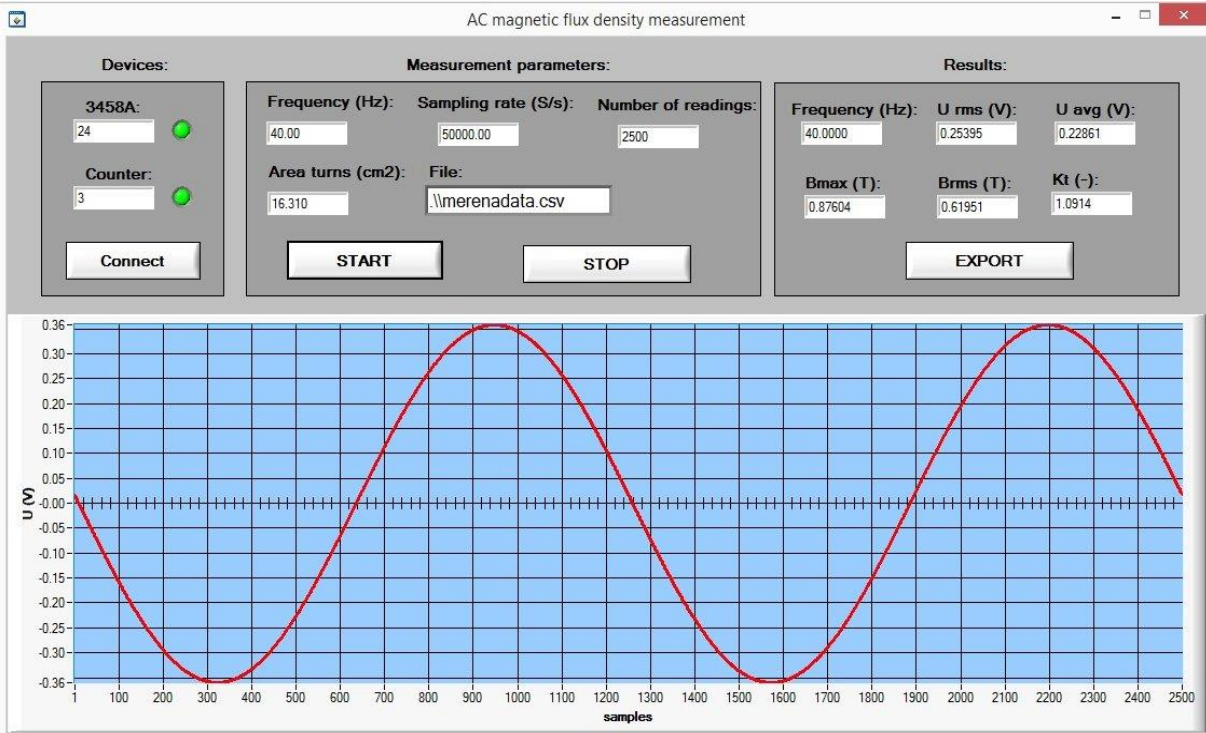 AC magnetic flux density measurement
Devices:
Measurement parameters:
Results:
3458A:
24
Counter:
3
Connect
Frequency (Hz):
40.00
Sampling rate (S/s):
50000.00
Number of readings:
2500
Area turns (cm2):
16.310
File:
.\\merenadata.csv
START
STOP
Frequency (Hz):
40.0000
U rms (V):
0.25395
U avg (V):
0.22861
Bmax (T):
0.87604
Brms (T):
0.61951
Kt (-):
1.0914
EXPORT
U (V)
0.36
0.30
0.25
0.20
0.15
0.10
0.05
-0.00
-0.05
-0.10
-0.15
-0.20
-0.25
-0.30
-0.36
1 100 200 300 400 500 600 700 800 900 1000 1100 1200 1300 1400 1500 1600 1700 1800 1900 2000 2100 2200 2300 2400 2500
samples